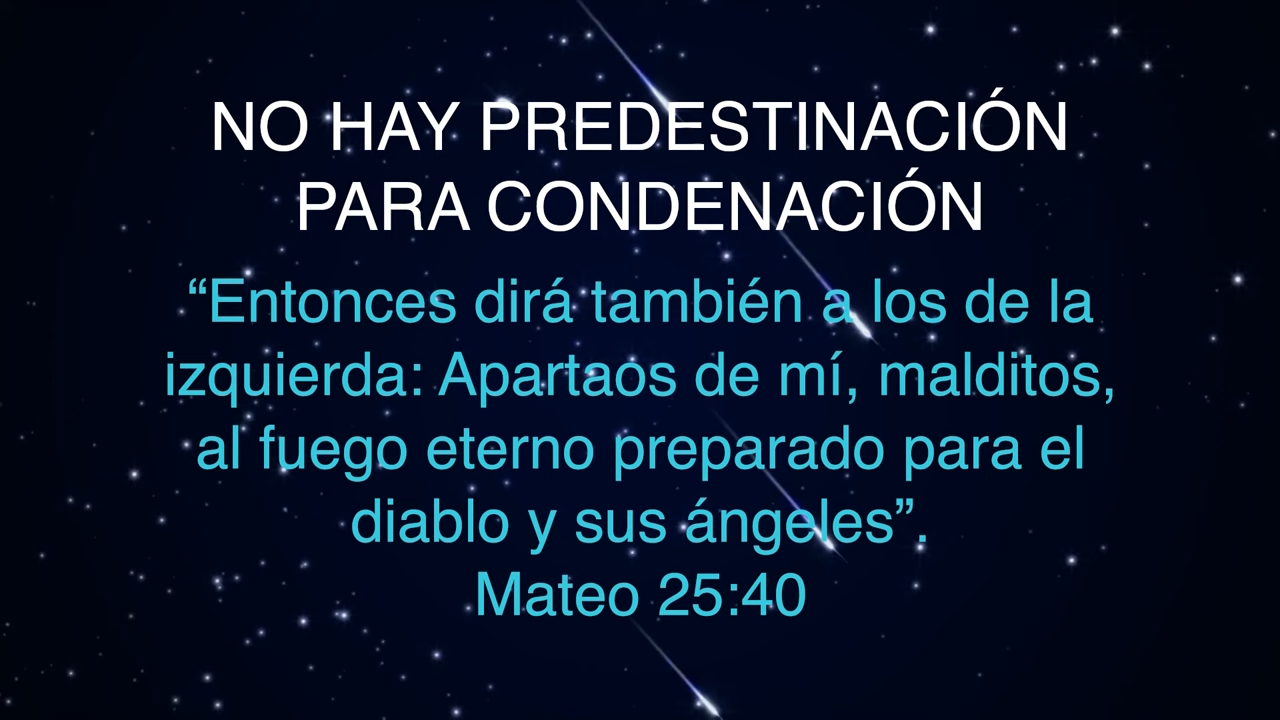 NO HAY PREDESTINACIÓN
PARA CONDENACIÓN
“Entonces dirá también a los de la
izquierda: Apartaos de mí, malditos,
al fuego eterno preparado para el
diablo y sus ángeles”.
Mateo 25:40